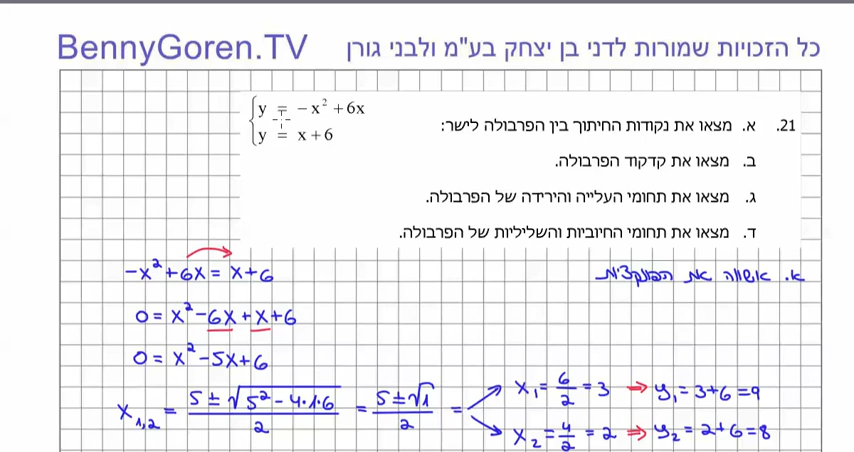 BennyGoren.TV כל הזכויות שמורות לדני בן יצחק בע"מ ולבני גורן
21. א. מצאו את נקודות החיתוך בין הפרבולה לישר: { y = −x² + 6x
y = x + 6
ב. מצאו את קדקוד הפרבולה.
ג. מצאו את תחומי העלייה והירידה של הפרבולה.
ד. מצאו את תחומי החיוביות והשליליות של הפרבולה.
א. אשווה את הפונקציות
-x² + 6x = x + 6
0 = x² - 6x + x + 6
0 = x² - 5x + 6
x₁,₂ = (5 ± √(5² - 4·1·6)) / 2 = (5 ± √1) / 2 =
x₁ = 6/2 = 3 ⇒ y₁ = 3+6 = 9
x₂ = 4/2 = 2 ⇒ y₂ = 2+6 = 8